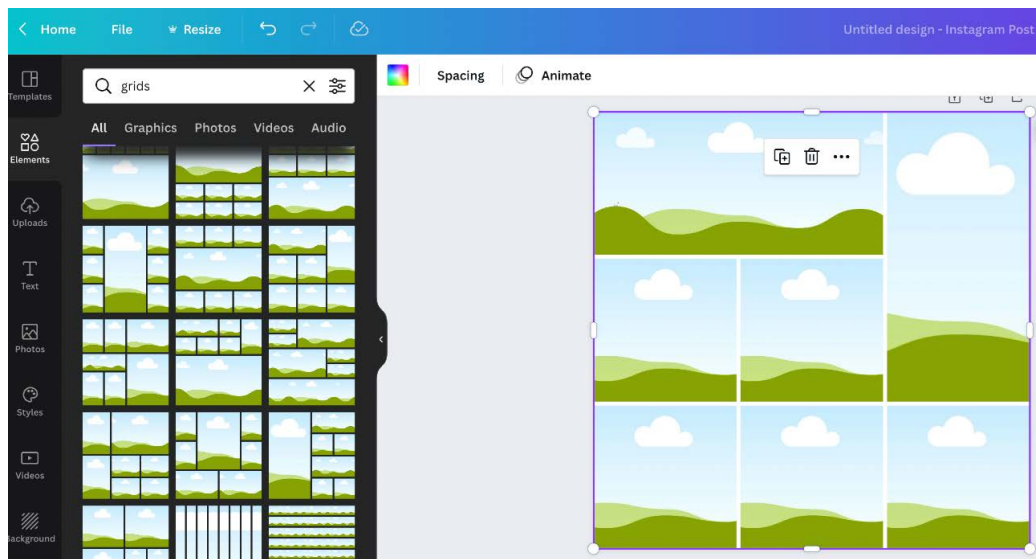 Home File Resize
Untitled design - Instagram Post
Templates
Elements
Uploads
Text
Photos
Styles
Videos
Background
grids
All Graphics Photos Videos Audio
Spacing Animate